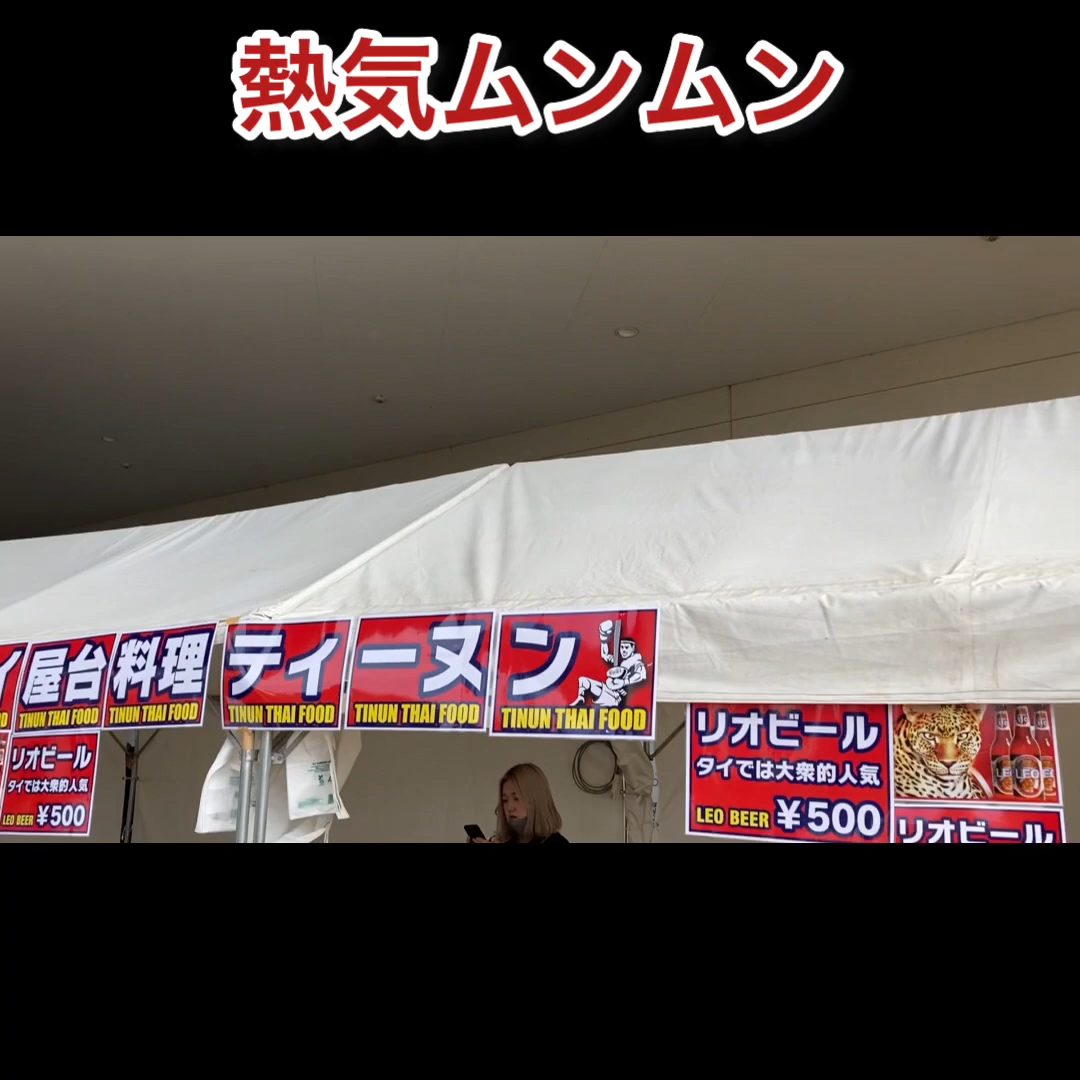 熱気ムンムン
イ屋台料理 ティーヌン
TINUN THAI FOOD TINUN THAI FOOD TINUN THAI FOOD TINUN THAI FOOD TINUN THAI FOOD
リオビール
タイでは大衆的人気
LEO BEER ¥500
リオビール
タイでは大衆的人気
LEO BEER ¥500
LEO
リオビール